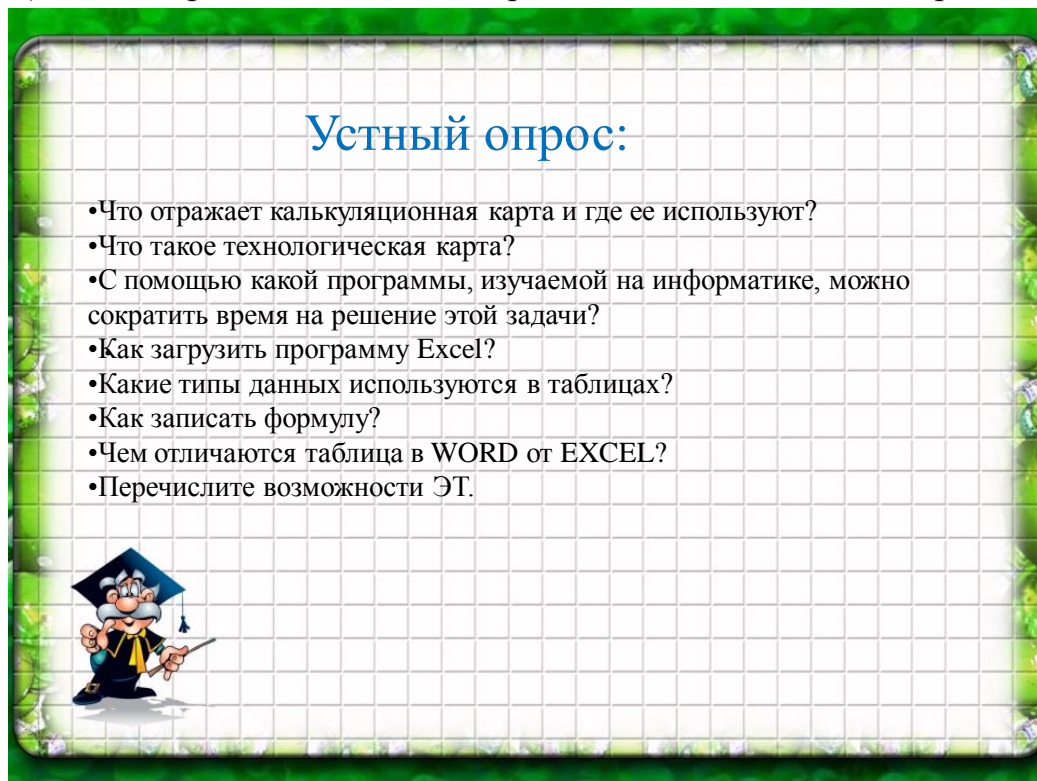 Устный опрос:
•Что отражает калькуляционная карта и где ее используют?
•Что такое технологическая карта?
•С помощью какой программы, изучаемой на информатике, можно
сократить время на решение этой задачи?
•Как загрузить программу Excel?
•Какие типы данных используются в таблицах?
•Как записать формулу?
•Чем отличаются таблица в WORD от EXCEL?
•Перечислите возможности ЭТ.